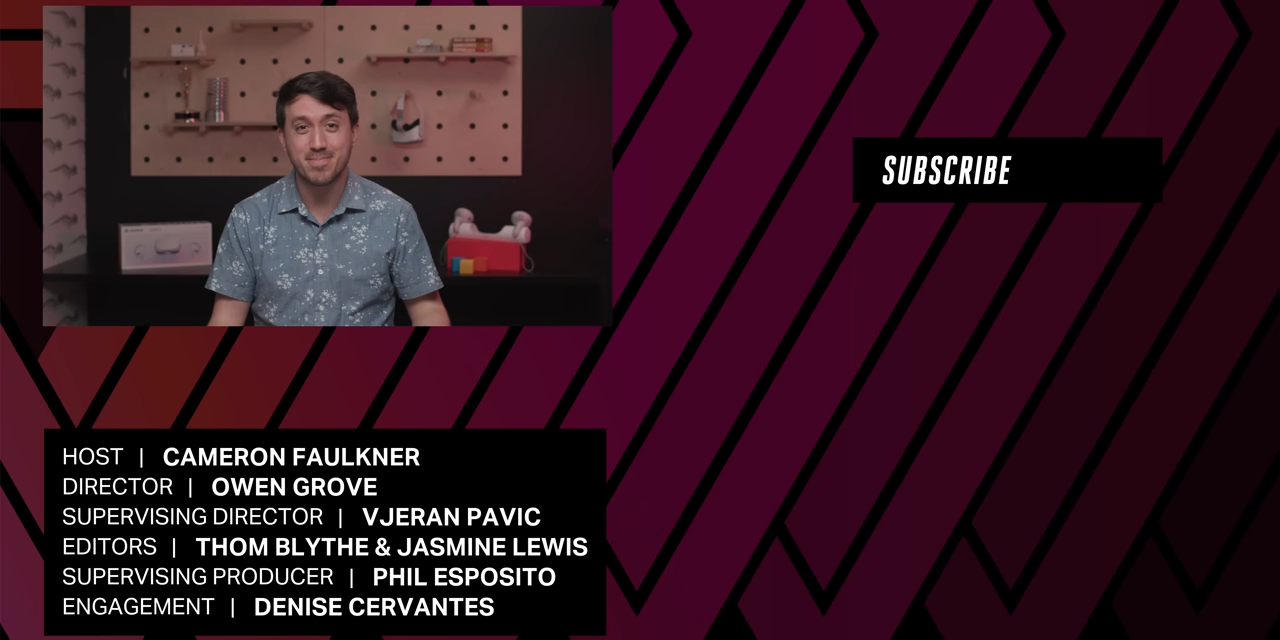 SUBSCRIBE
HOST | CAMERON FAULKNER
DIRECTOR | OWEN GROVE
SUPERVISING DIRECTOR | VJERAN PAVIC
EDITORS | THOM BLYTHE & JASMINE LEWIS
SUPERVISING PRODUCER | PHIL ESPOSITO
ENGAGEMENT | DENISE CERVANTES